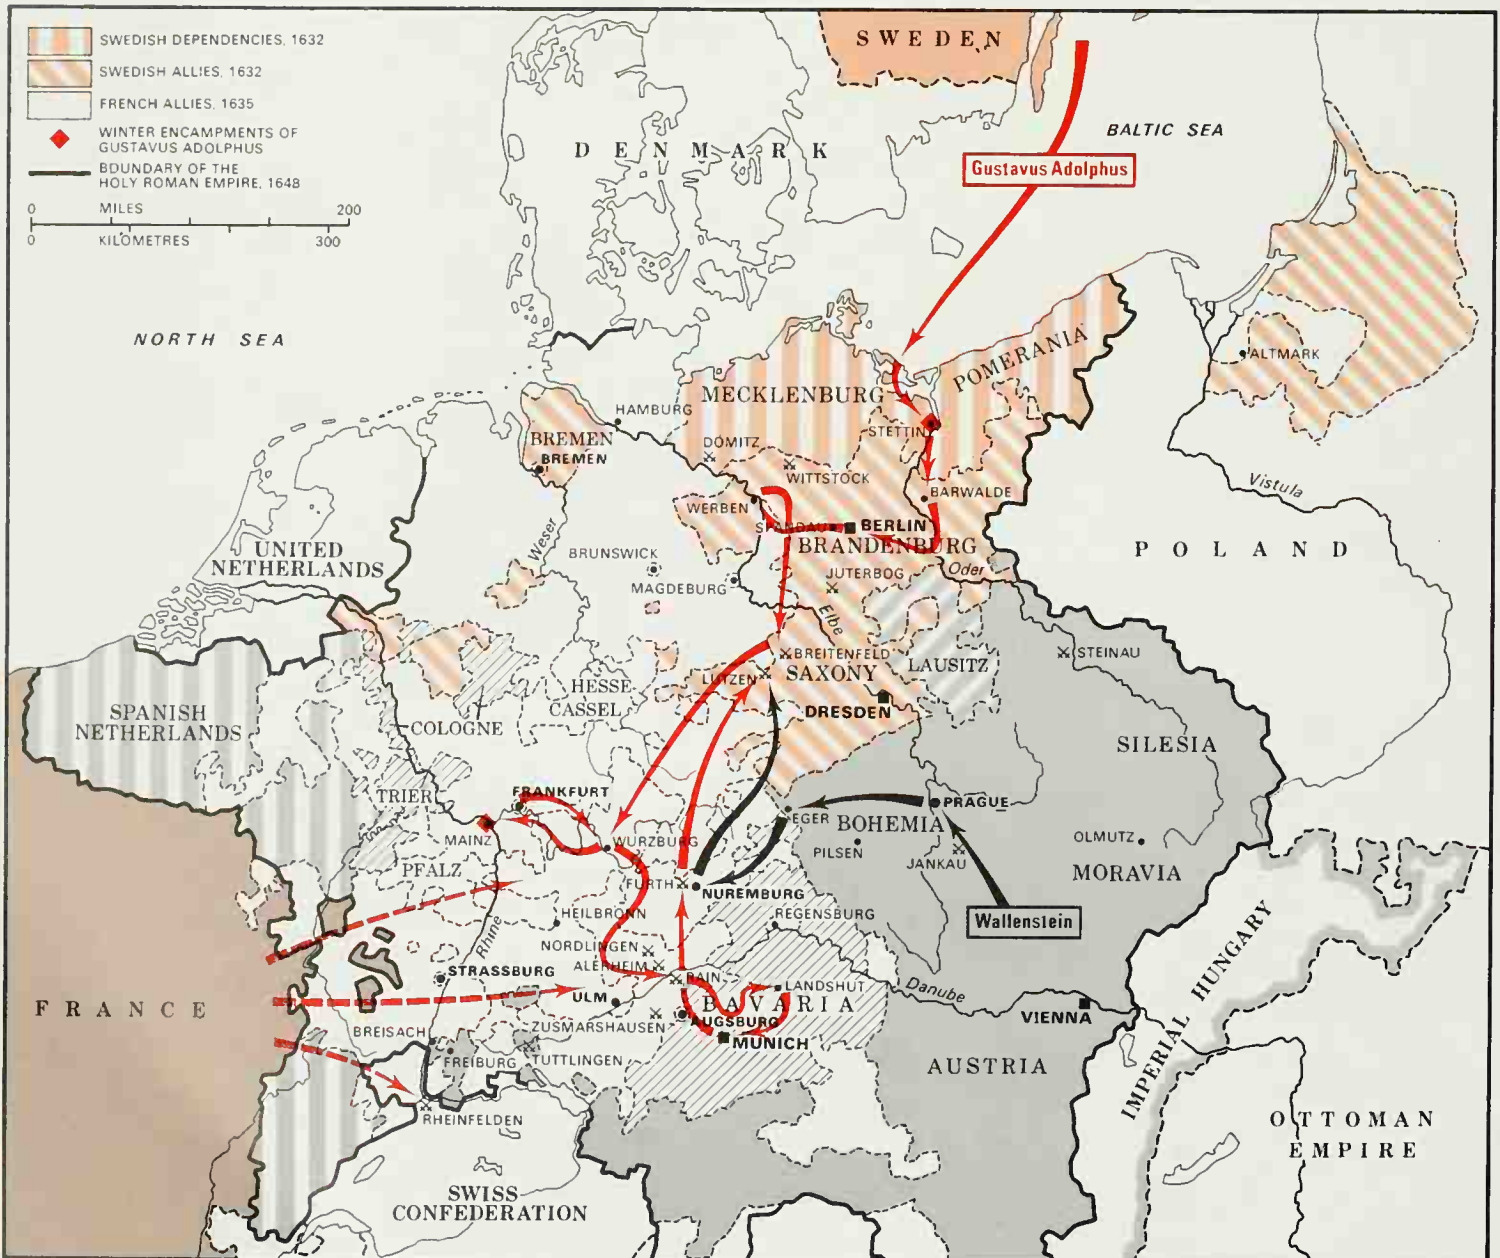 SWEDISH DEPENDENCIES, 1632
SWEDISH ALLIES, 1632
FRENCH ALLIES, 1635
WINTER ENCAMPMENTS OF
GUSTAVUS ADOLPHUS
BOUNDARY OF THE
HOLY ROMAN EMPIRE, 1648
0 MILES 200
0 KILOMETRES 300
SWEDEN
BALTIC SEA
DENMARK
Gustavus Adolphus
NORTH SEA
POMERANIA
ALTMARK
MECKLENBURG
HAMBURG
STETTIN
BREMEN
BREMEN
DOMITZ
WITTSTOCK
BARWALDE
Vistula
WERBEN
SPANDAU
BERLIN
BRANDENBURG
POLAND
UNITED
NETHERLANDS
Weser
BRUNSWICK
MAGDEBURG
JUTERBOG
Oder
Elbe
BREITENFELD
STEINAU
LAUSITZ
LUTZEN
SAXONY
HESSE
CASSEL
SPANISH
NETHERLANDS
COLOGNE
DRESDEN
SILESIA
TRIER
FRANKFURT
PRAGUE
EGER
BOHEMIA
MAINZ
WURZBURG
PILSEN
JANKAU
OLMUTZ
PFALZ
FURTH
NUREMBURG
MORAVIA
HEILBRONN
REGENSBURG
Wallenstein
Rhine
NORDLINGEN
ALERHEIM
HUNGARY
STRASSBURG
RAIN
LANDSHUT
Danube
FRANCE
ULM
BAVARIA
VIENNA
ZUSMARSHAUSEN
AUGSBURG
BREISACH
MUNICH
FREIBURG
TUTTLINGEN
AUSTRIA
IMPERIAL
RHEINFELDEN
OTTOMAN
EMPIRE
SWISS
CONFEDERATION